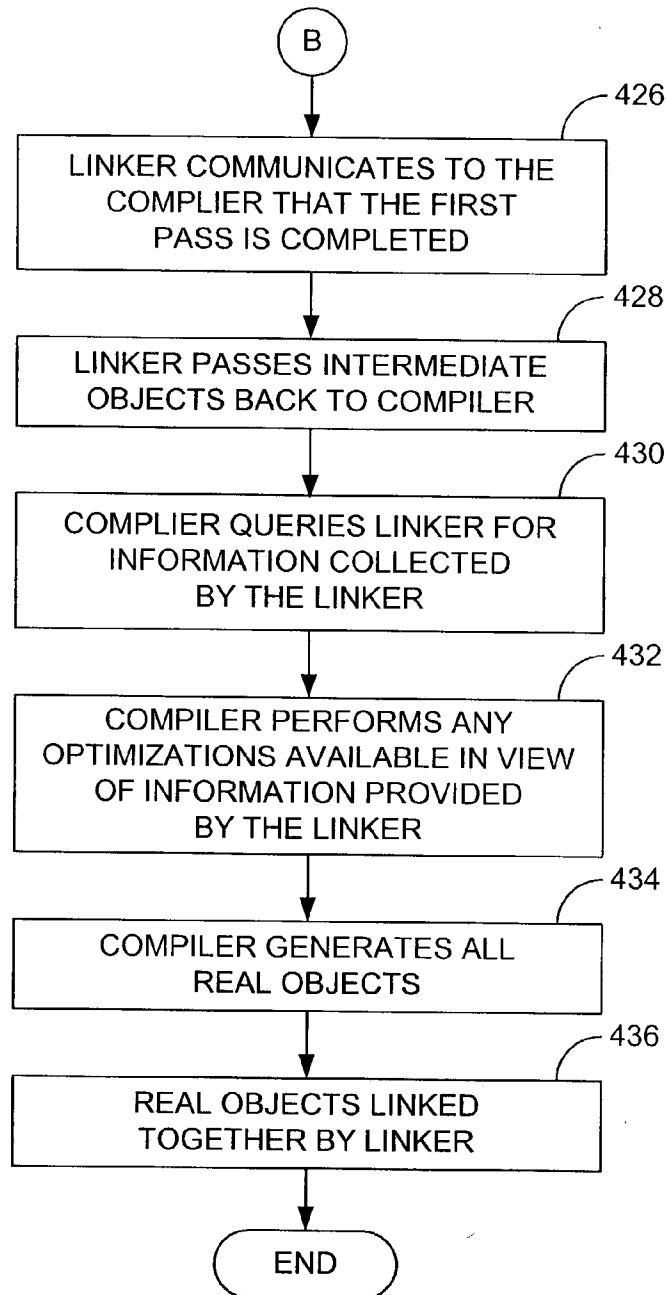 B
426
LINKER COMMUNICATES TO THE
COMPLIER THAT THE FIRST
PASS IS COMPLETED
428
LINKER PASSES INTERMEDIATE
OBJECTS BACK TO COMPILER
430
COMPLIER QUERIES LINKER FOR
INFORMATION COLLECTED
BY THE LINKER
432
COMPILER PERFORMS ANY
OPTIMIZATIONS AVAILABLE IN VIEW
OF INFORMATION PROVIDED
BY THE LINKER
434
COMPILER GENERATES ALL
REAL OBJECTS
436
REAL OBJECTS LINKED
TOGETHER BY LINKER
END